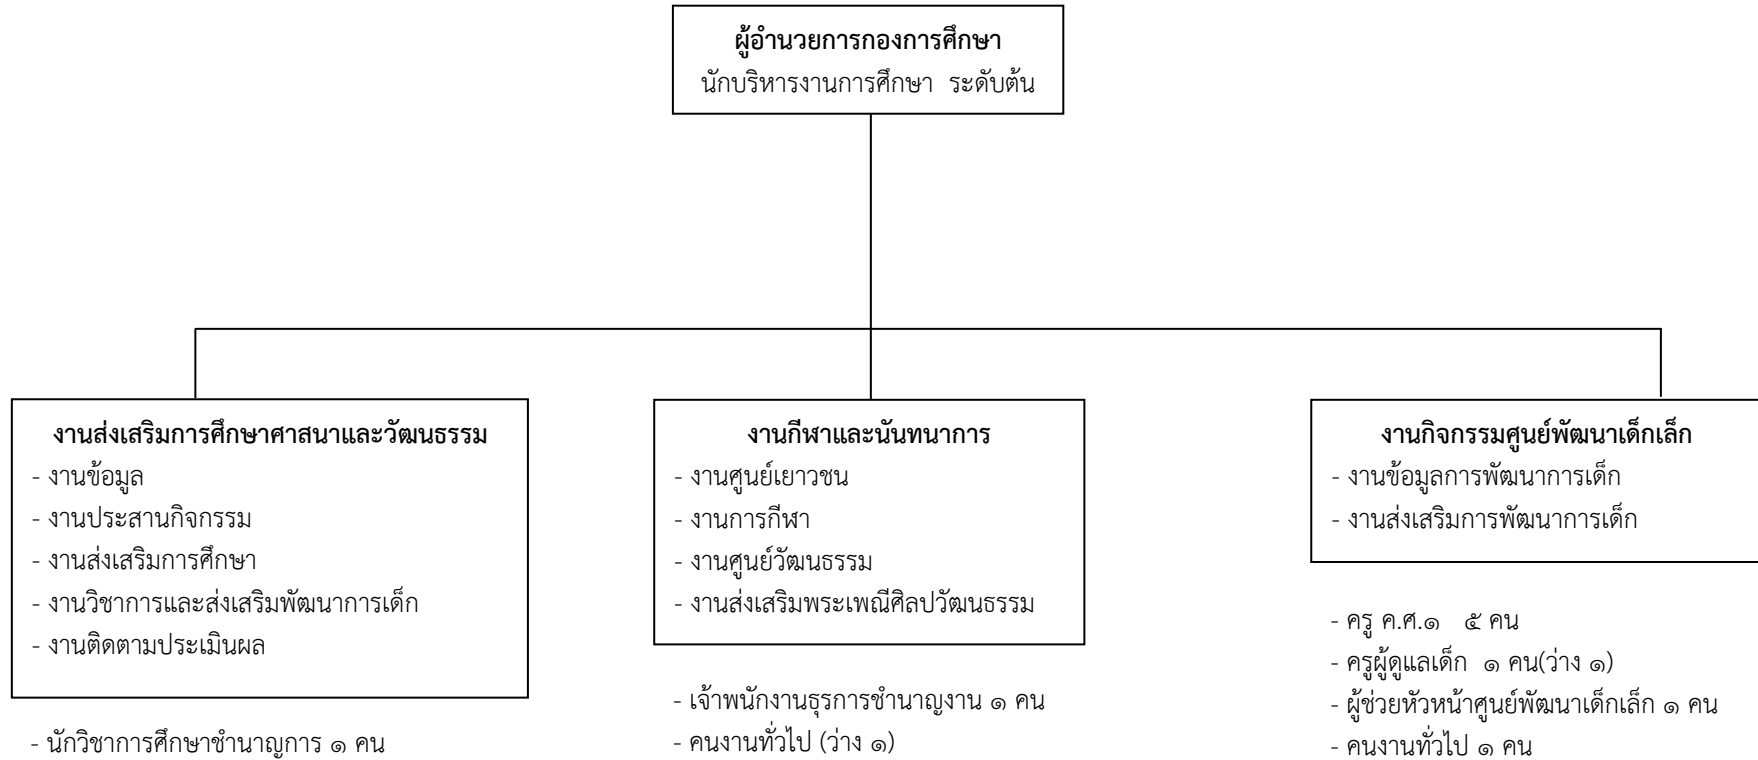 ผู้อำนวยการกองการศึกษา
นักบริหารงานการศึกษา ระดับต้น
งานส่งเสริมการศึกษาศาสนาและวัฒนธรรม
- งานข้อมูล
- งานประสานกิจกรรม
- งานส่งเสริมการศึกษา
- งานวิชาการและส่งเสริมพัฒนาการเด็ก
- งานติดตามประเมินผล
- นักวิชาการศึกษาชำนาญการ ๑ คน
งานกีฬาและนันทนาการ
- งานศูนย์เยาวชน
- งานการกีฬา
- งานศูนย์วัฒนธรรม
- งานส่งเสริมพระเพณีศิลปวัฒนธรรม
- เจ้าพนักงานธุรการชำนาญงาน ๑ คน
- คนงานทั่วไป (ว่าง ๑)
งานกิจกรรมศูนย์พัฒนาเด็กเล็ก
- งานข้อมูลการพัฒนาการเด็ก
- งานส่งเสริมการพัฒนาการเด็ก
- ครู ค.ศ.๑ ๕ คน
- ครูผู้ดูแลเด็ก ๑ คน(ว่าง ๑)
- ผู้ช่วยหัวหน้าศูนย์พัฒนาเด็กเล็ก ๑ คน
- คนงานทั่วไป ๑ คน